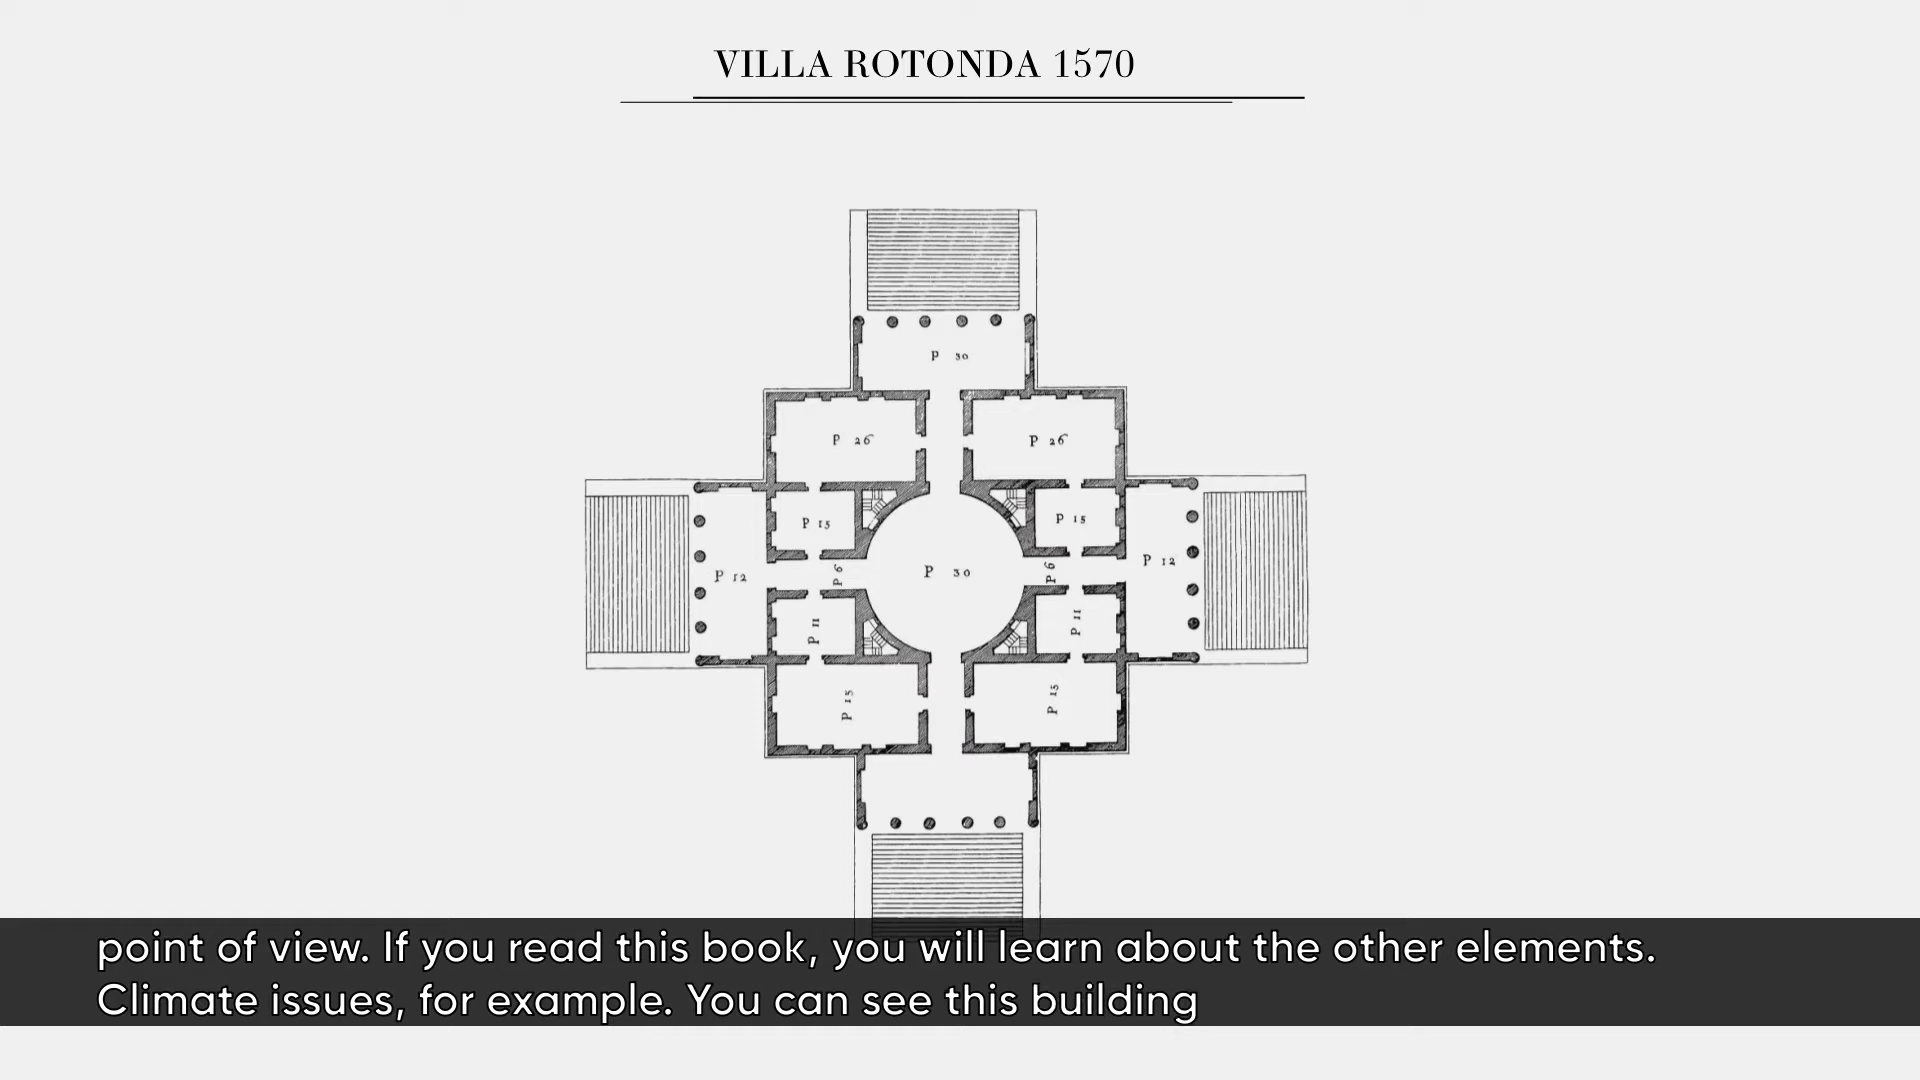 VILLA ROTONDA 1570
P 30
P 26 P 26
P 15 P 15
P 12 P 6 P 30 P 6 P 12
P 11 P 11
P 15 P 15
point of view. If you read this book, you will learn about the other elements.
Climate issues, for example. You can see this building